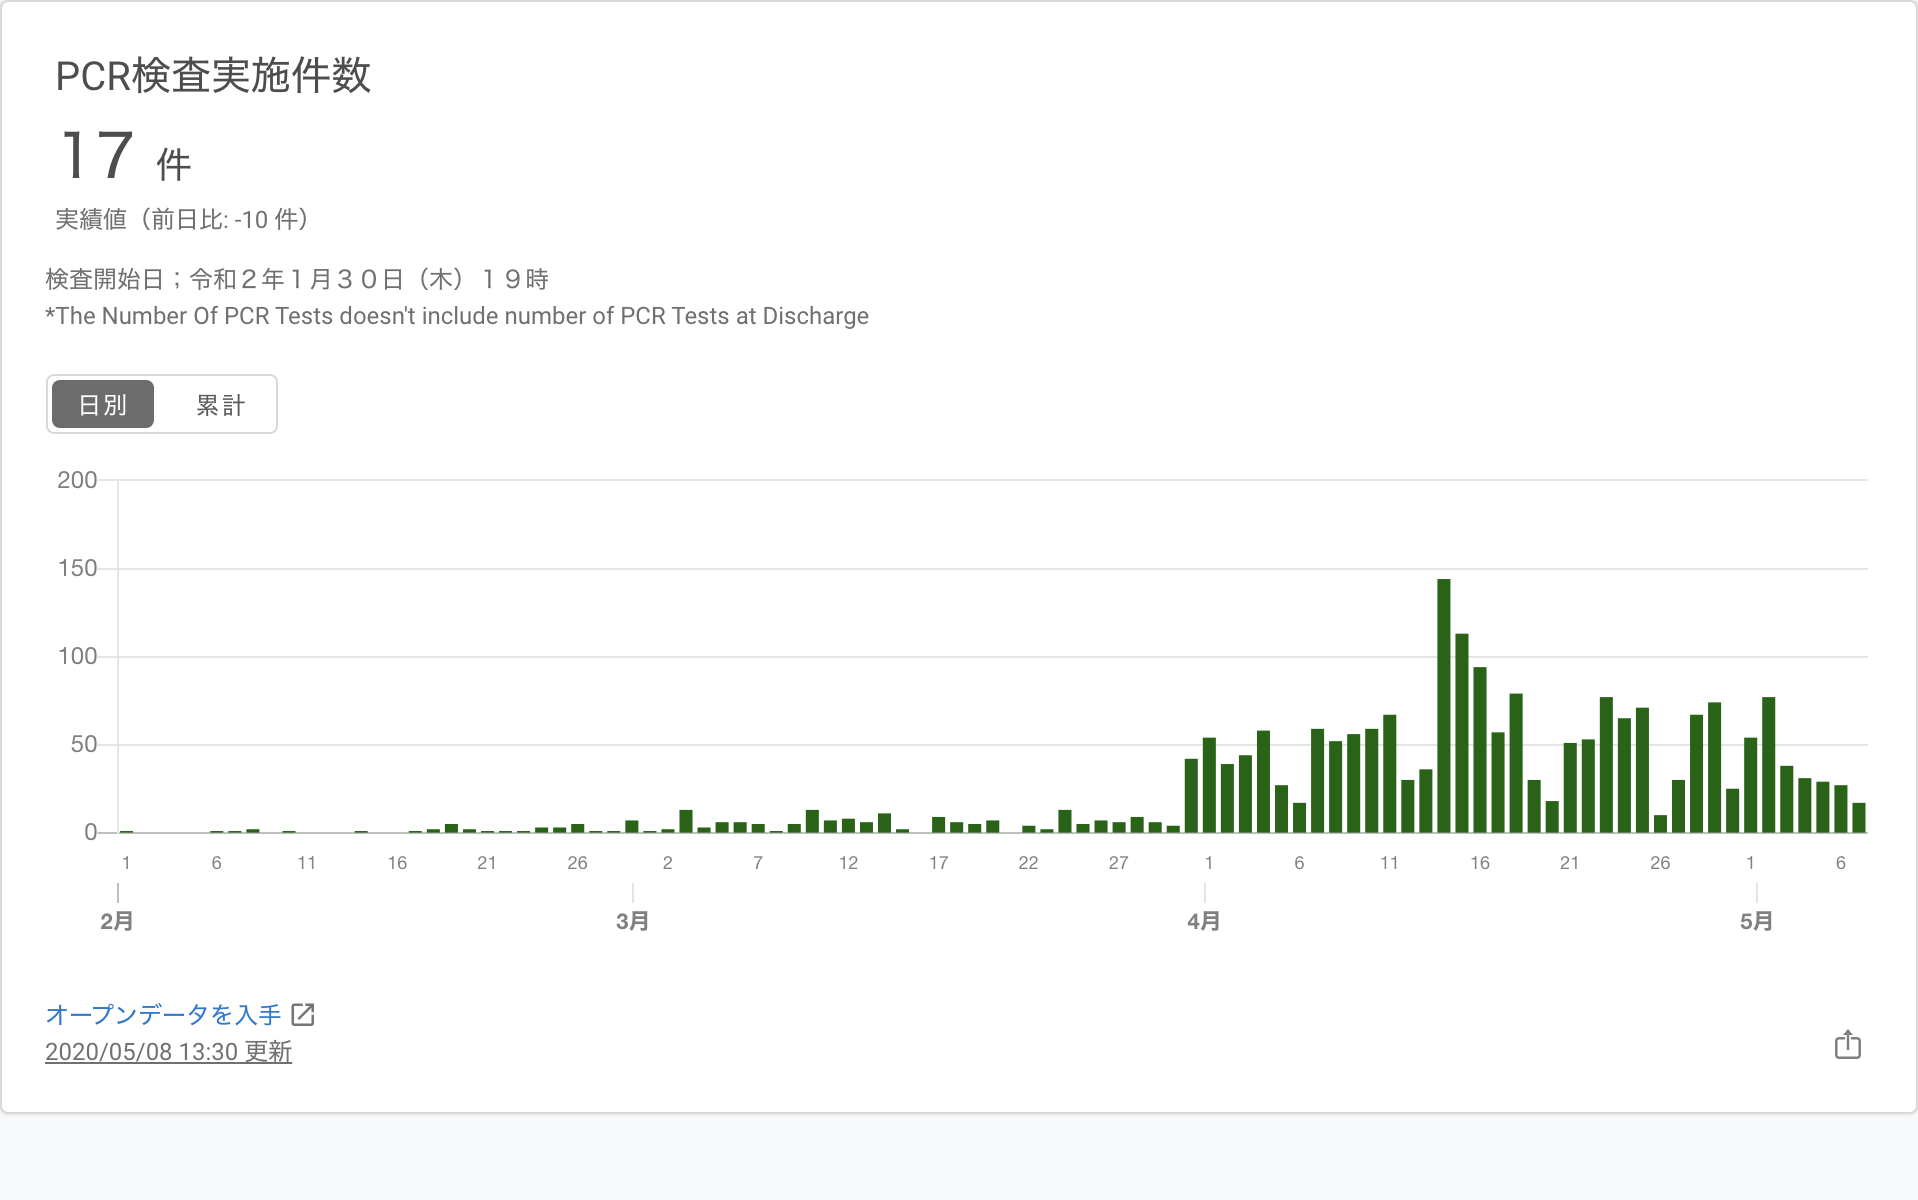 PCR検査実施件数
17 件
実績値（前日比: -10 件）
検査開始日；令和２年１月３０日（木）１９時
*The Number Of PCR Tests doesn't include number of PCR Tests at Discharge
日別 累計
200
150
100
50
0
1 6 11 16 21 26 2 7 12 17 22 27 1 6 11 16 21 26 1 6
2月 3月 4月 5月
オープンデータを入手
2020/05/08 13:30 更新